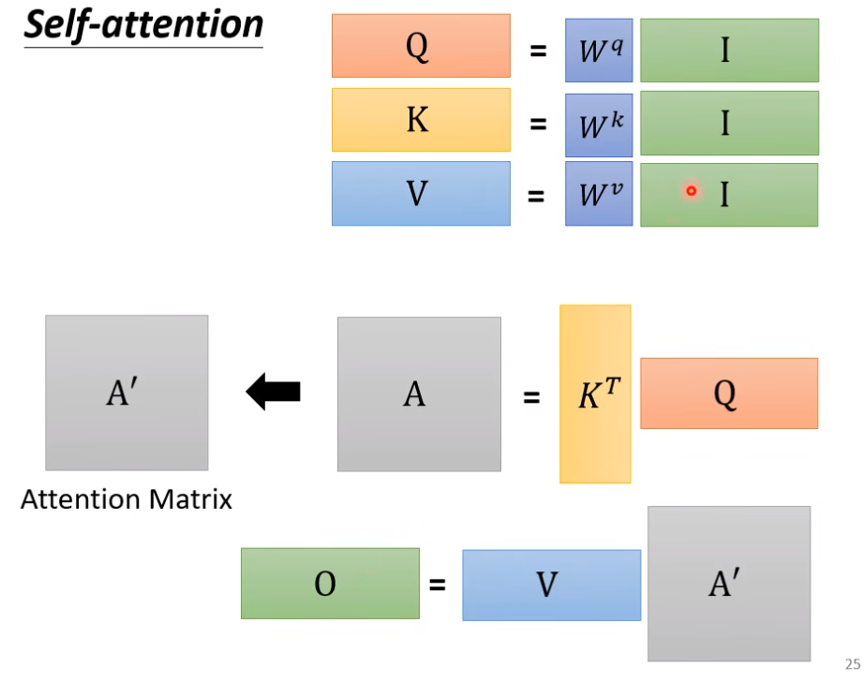 Self-attention
Q = W^q I
K = W^k I
V = W^v I
A′ A = K^T Q
Attention Matrix
O = V A′
25